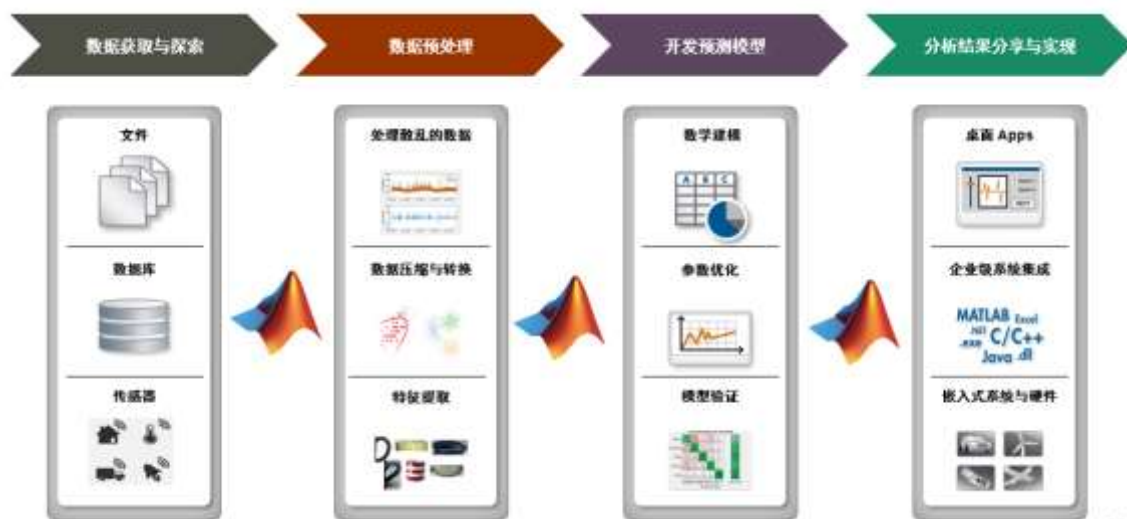 数据获取与探索
数据预处理
开发预测模型
分析结果分享与实现
文件
数据库
传感器
处理散乱的数据
数据压缩与转换
特征提取
数学建模
A B C
参数优化
模型验证
桌面 Apps
企业级系统集成
MATLAB Excel
.exe C/C++
Java .dll
嵌入式系统与硬件